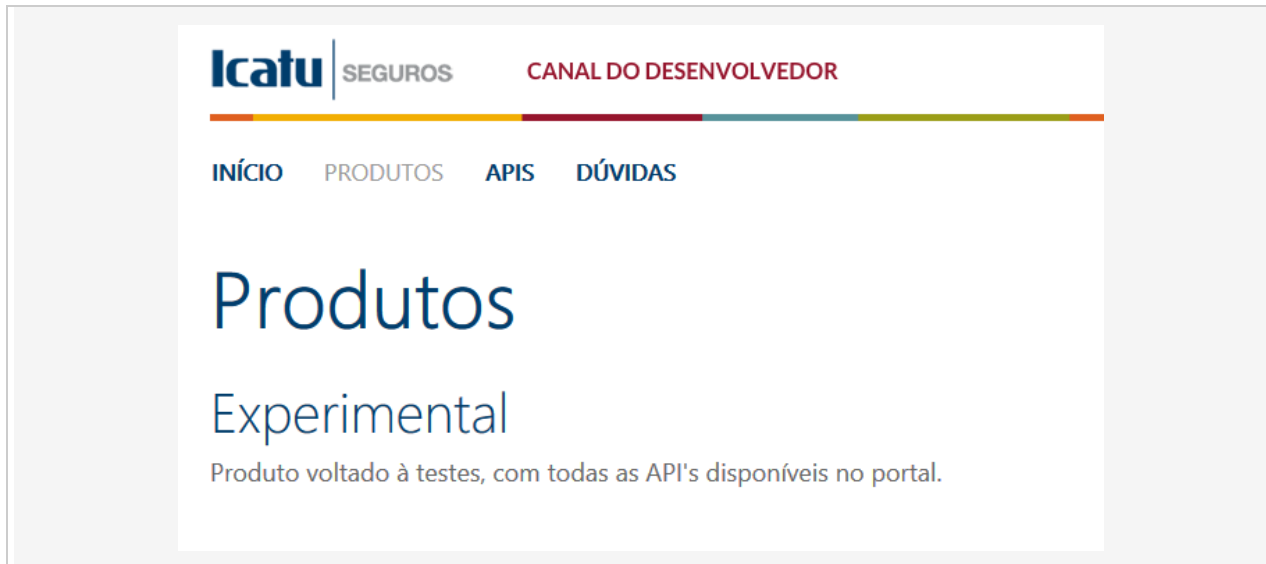 Icatu SEGUROS CANAL DO DESENVOLVEDOR
INÍCIO PRODUTOS APIS DÚVIDAS
Produtos
Experimental
Produto voltado à testes, com todas as API's disponíveis no portal.